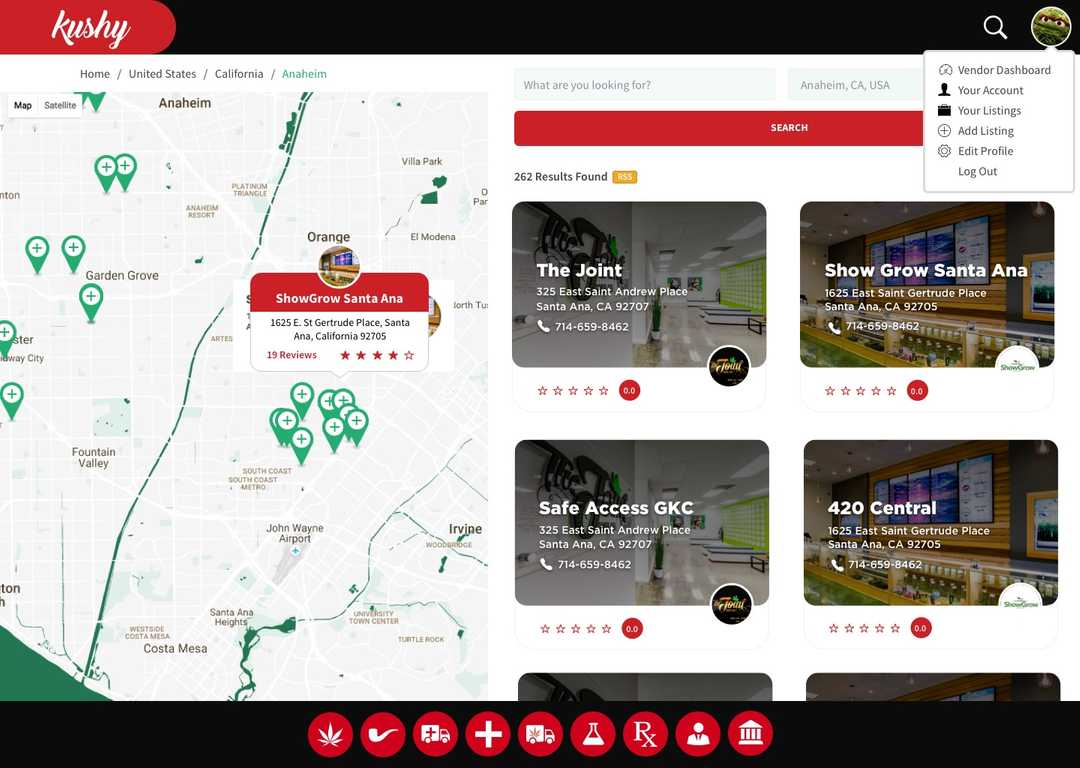 kushy
Home / United States / California / Anaheim
What are you looking for?
Anaheim, CA, USA
SEARCH
Vendor Dashboard
Your Account
Your Listings
Add Listing
Edit Profile
Log Out
262 Results Found RSS
Map Satellite
Anaheim
Villa Park
PLATINUM
TRIANGLE
ANAHEIM
RESORT
Orange
El Modena
Garden Grove
ShowGrow Santa Ana
1625 E. St Gertrude Place, Santa
Ana, California 92705
19 Reviews
Fountain
Valley
SOUTH COAST
SOUTH COAST
METRO
John Wayne
Airport
Irvine
WOODBRIDGE
Santa Ana
Heights
UNIVERSITY
TOWN CENTER
WESTSIDE
COSTA MESA
Costa Mesa
TURTLE ROCK
The Joint
325 East Saint Andrew Place
Santa Ana, CA 92707
714-659-8462
0.0
Show Grow Santa Ana
1625 East Saint Gertrude Place
Santa Ana, CA 92705
714-659-8462
ShowGrow
0.0
Safe Access GKC
325 East Saint Andrew Place
Santa Ana, CA 92707
714-659-8462
0.0
420 Central
1625 East Saint Gertrude Place
Santa Ana, CA 92705
714-659-8462
ShowGrow
0.0
Rx